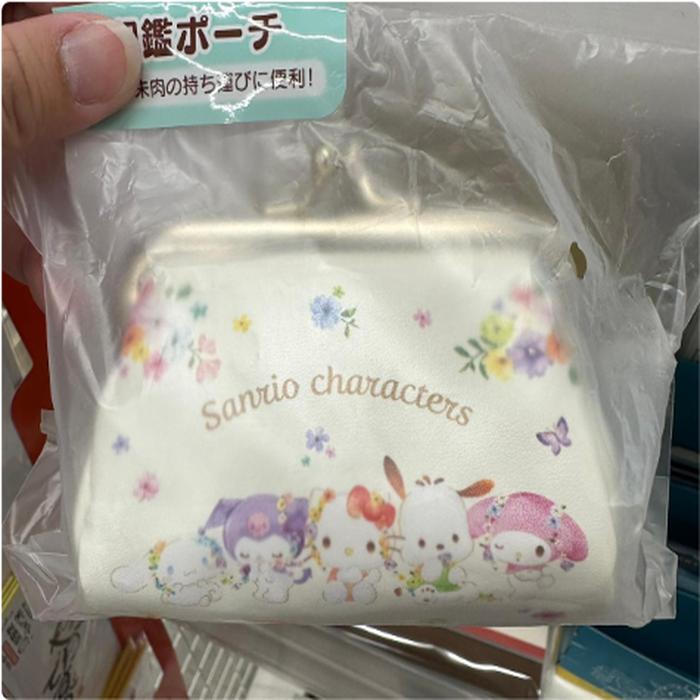 鑑ポーチ
朱肉の持ち運びに便利!
Sanrio characters